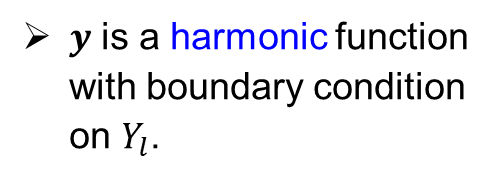 ➢ 𝒚 is a harmonic function
with boundary condition
on 𝑌𝑙.